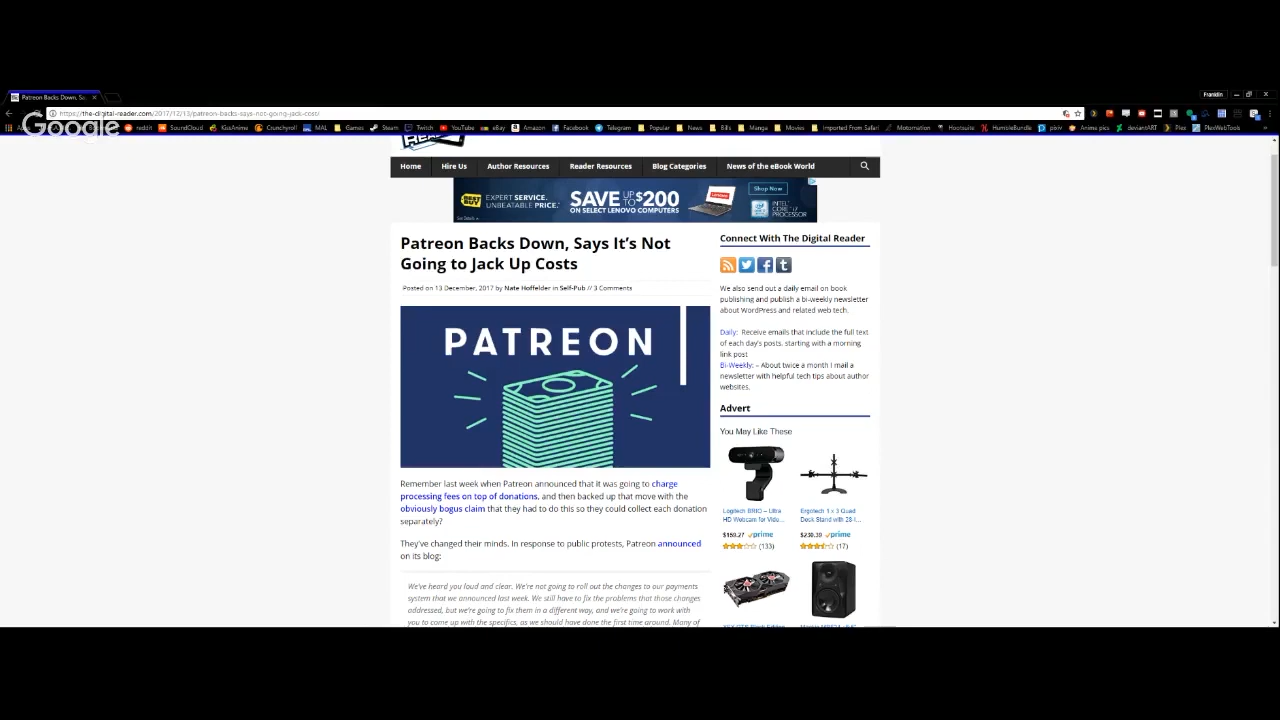 Patreon Backs Down, Sa
Franklin
https://the-digital-reader.com/2017/12/13/patreon-backs-says-not-going-jack-cost/
Google
reddit SoundCloud KissAnime Crunchyroll MAL Games Steam Twitch YouTube eBay Amazon Facebook Telegram Popular News Bills Manga Movies Imported From Safari Motomation Hootsuite HumbleBundle pixiv Anime pics deviantART Plex PlexWebTools
Home Hire Us Author Resources Reader Resources Blog Categories News of the eBook World
BEST BUY
EXPERT SERVICE.
UNBEATABLE PRICE.
SAVE UP TO $200
ON SELECT LENOVO COMPUTERS
Shop Now
INTEL
CORE i7
PROCESSOR
Get Details
Patreon Backs Down, Says It's Not
Going to Jack Up Costs
Posted on 13 December, 2017 by Nate Hoffelder in Self-Pub // 3 Comments
PATREON
Remember last week when Patreon announced that it was going to charge
processing fees on top of donations, and then backed up that move with the
obviously bogus claim that they had to do this so they could collect each donation
separately?
They've changed their minds. In response to public protests, Patreon announced
on its blog:
We've heard you loud and clear. We're not going to roll out the changes to our payments
system that we announced last week. We still have to fix the problems that those changes
addressed, but we're going to fix them in a different way, and we're going to work with
you to come up with the specifics, as we should have done the first time around. Many of
Connect With The Digital Reader
We also send out a daily email on book
publishing and publish a bi-weekly newsletter
about WordPress and related web tech.
Daily: Receive emails that include the full text
of each day's posts, starting with a morning
link post
Bi-Weekly: – About twice a month I mail a
newsletter with helpful tech tips about author
websites.
Advert
You May Like These
Logitech BRIO – Ultra
HD Webcam for Vide...
$159.27 prime
(133)
Ergotech 1 x 3 Quad
Desk Stand with 28-i...
$230.39 prime
(17)